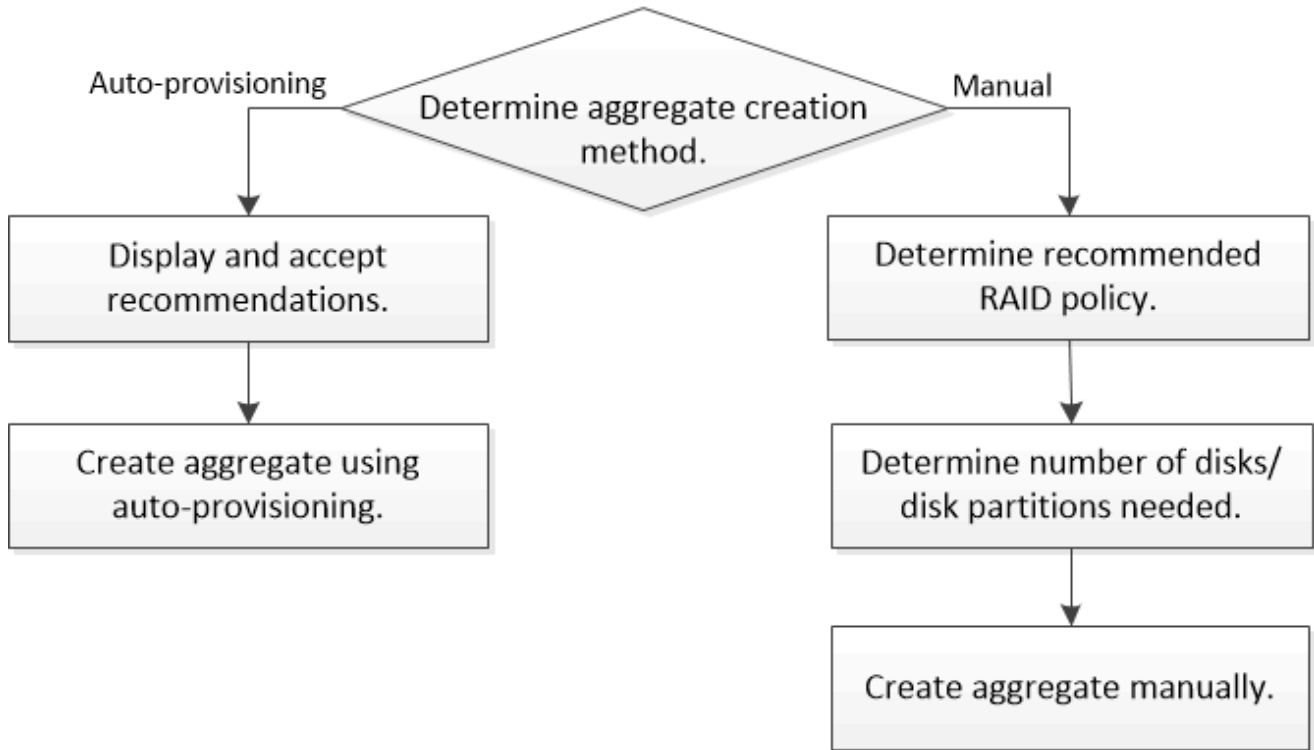 Auto-provisioning
Determine aggregate creation
method.
Manual
Display and accept
recommendations.
Determine recommended
RAID policy.
Create aggregate using
auto-provisioning.
Determine number of disks/
disk partitions needed.
Create aggregate manually.